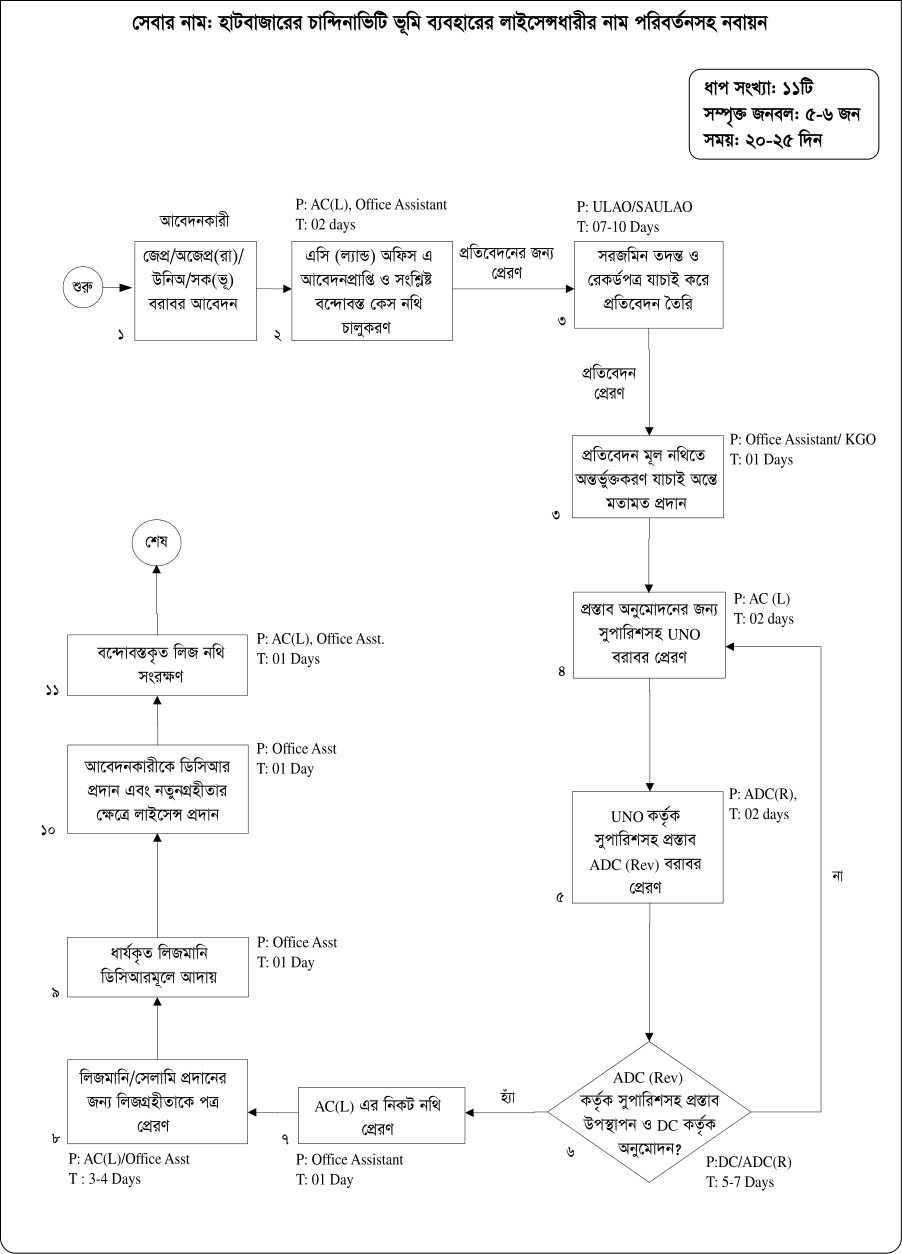 সেবার নাম: হাটবাজারের চান্দিনাভিটি ভূমি ব্যবহারের লাইসেন্সধারীর নাম পরিবর্তনসহ নবায়ন
ধাপ সংখ্যা: ১১টি
সম্পৃক্ত জনবল: ৫-৬ জন
সময়: ২০-২৫ দিন
শুরু
আবেদনকারী
জেপ্র/অজেপ্র(রা)/
উনিঅ/সক(ভূ)
বরাবর আবেদন
১
P: AC(L), Office Assistant
T: 02 days
এসি (ল্যান্ড) অফিস এ
আবেদনপ্রাপ্তি ও সংশ্লিষ্ট
বন্দোবস্ত কেস নথি
চালুকরণ
২
প্রতিবেদনের জন্য
প্রেরণ
P: ULAO/SAULAO
T: 07-10 Days
সরজমিন তদন্ত ও
রেকর্ডপত্র যাচাই করে
প্রতিবেদন তৈরি
৩
প্রতিবেদন
প্রেরণ
P: Office Assistant/ KGO
T: 01 Days
প্রতিবেদন মূল নথিতে
অন্তর্ভুক্তকরণ যাচাই অন্তে
মতামত প্রদান
৩
P: AC (L)
T: 02 days
প্রস্তাব অনুমোদনের জন্য
সুপারিশসহ UNO
বরাবর প্রেরণ
৪
P: ADC(R),
T: 02 days
UNO কর্তৃক
সুপারিশসহ প্রস্তাব
ADC (Rev) বরাবর
প্রেরণ
৫
না
ADC (Rev)
কর্তৃক সুপারিশসহ প্রস্তাব
উপস্থাপন ও DC কর্তৃক
অনুমোদন?
৬
P:DC/ADC(R)
T: 5-7 Days
হ্যাঁ
AC(L) এর নিকট নথি
প্রেরণ
৭
P: Office Assistant
T: 01 Day
লিজমানি/সেলামি প্রদানের
জন্য লিজগ্রহীতাকে পত্র
প্রেরণ
৮
P: AC(L)/Office Asst
T : 3-4 Days
ধার্যকৃত লিজমানি
ডিসিআরমূলে আদায়
৯
P: Office Asst
T: 01 Day
আবেদনকারীকে ডিসিআর
প্রদান এবং নতুনগ্রহীতার
ক্ষেত্রে লাইসেন্স প্রদান
১০
P: Office Asst
T: 01 Day
বন্দোবস্তকৃত লিজ নথি
সংরক্ষণ
১১
P: AC(L), Office Asst.
T: 01 Days
শেষ